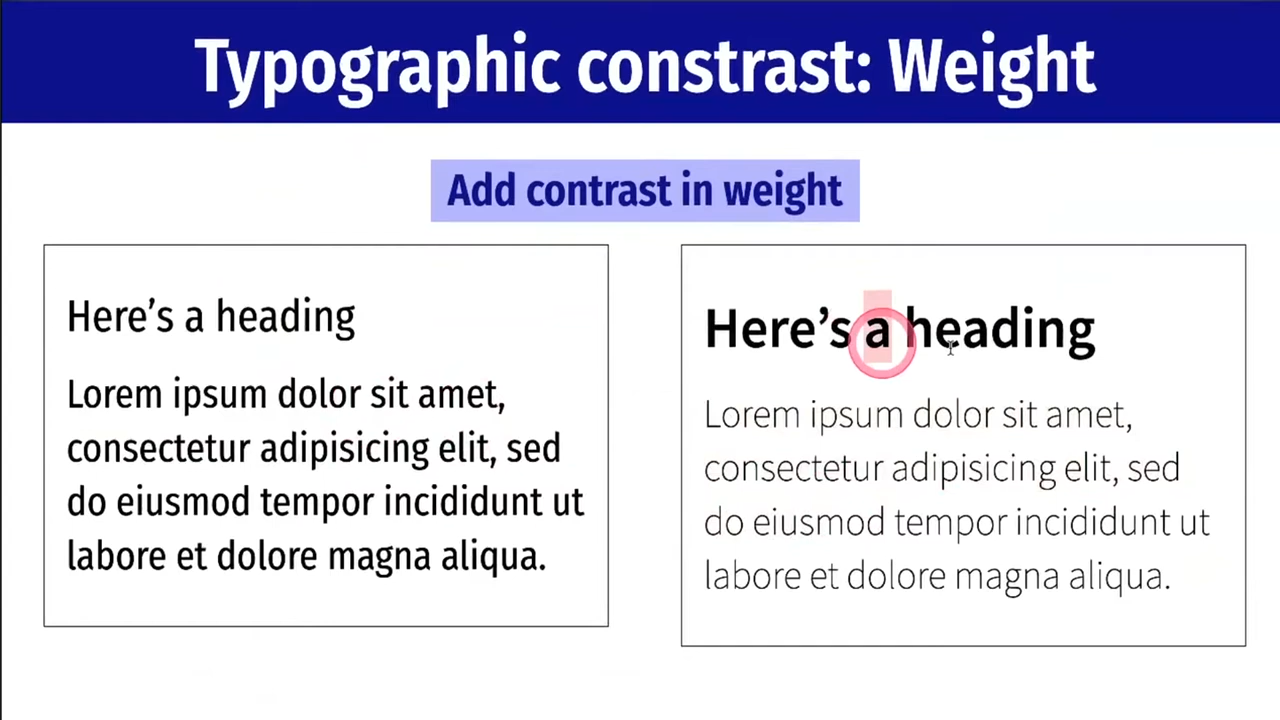 Typographic constrast: Weight
Add contrast in weight
Here’s a heading
Lorem ipsum dolor sit amet,
consectetur adipisicing elit, sed
do eiusmod tempor incididunt ut
labore et dolore magna aliqua.
Here’s a heading
Lorem ipsum dolor sit amet,
consectetur adipisicing elit, sed
do eiusmod tempor incididunt ut
labore et dolore magna aliqua.